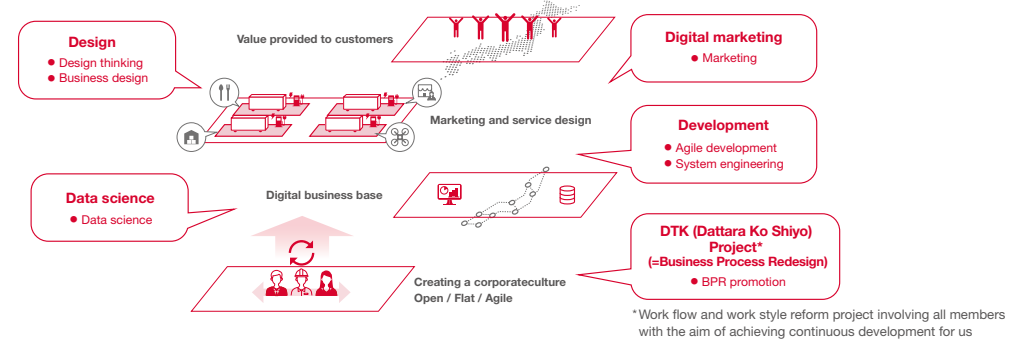 Value provided to customers
Design
● Design thinking
● Business design
Digital marketing
● Marketing
Marketing and service design
Development
● Agile development
● System engineering
Data science
● Data science
Digital business base
DTK (Dattara Ko Shiyo)
Project*
(=Business Process Redesign)
● BPR promotion
Creating a corporateculture
Open / Flat / Agile
*Work flow and work style reform project involving all members
with the aim of achieving continuous development for us